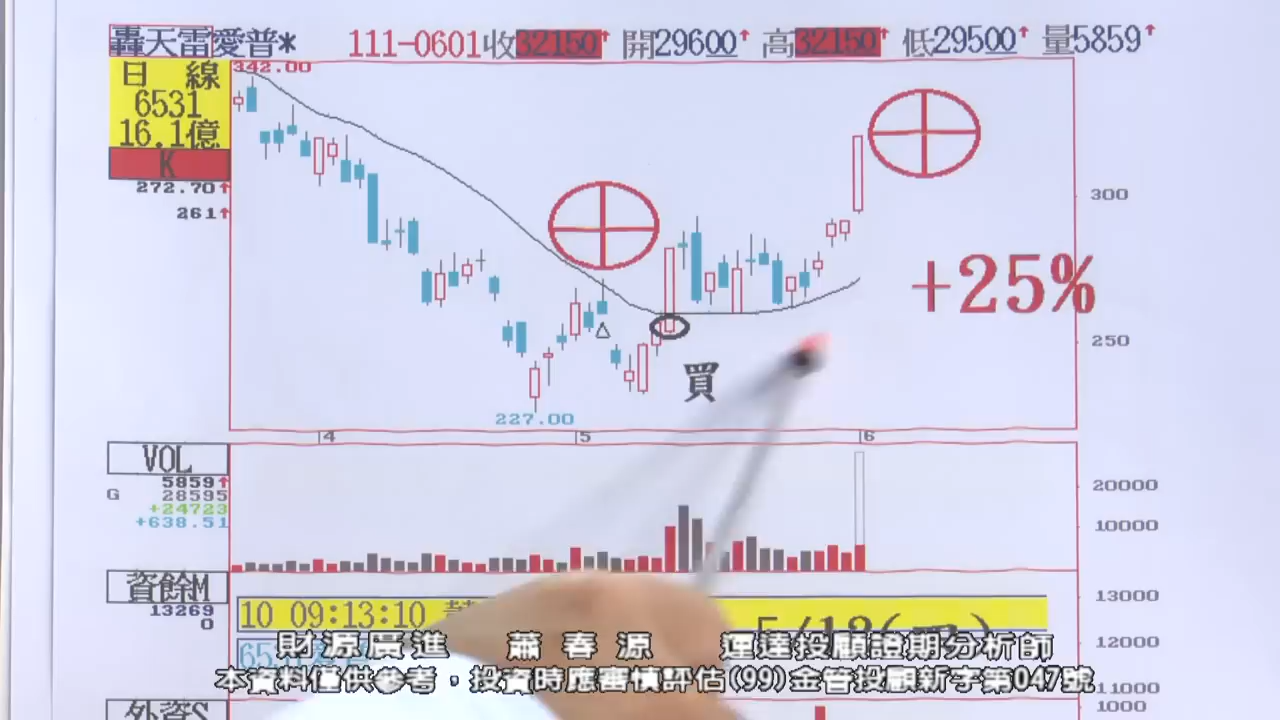 轟天雷愛普* 111-0601收32150↑ 開29600↑ 高32150↑ 低29500↑ 量5859↑
日 線
6531
16.1億
K
272.70↑
261↑
342.00
300
+25%
250
買
227.00
4 5 6
VOL
5859↑
G 28595
+24723
+638.51
20000
10000
資餘M
13269
0
13000
12000
11000
10 09:13:10
外資S
1000
財源廣進 蕭春源 運達投顧證期分析師
本資料僅供參考，投資時應審慎評估(99)金管投顧新字第047號